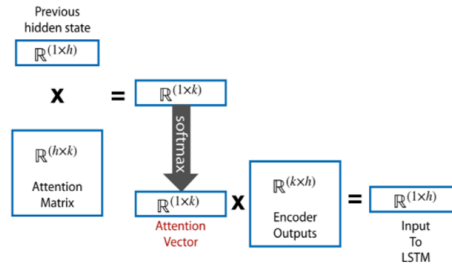 Previous
hidden state
ℝ^(1×h)
x
=
ℝ^(1×k)
softmax
ℝ^(h×k)
Attention
Matrix
ℝ^(1×k)
Attention
Vector
x
ℝ^(k×h)
Encoder
Outputs
=
ℝ^(1×h)
Input
To
LSTM